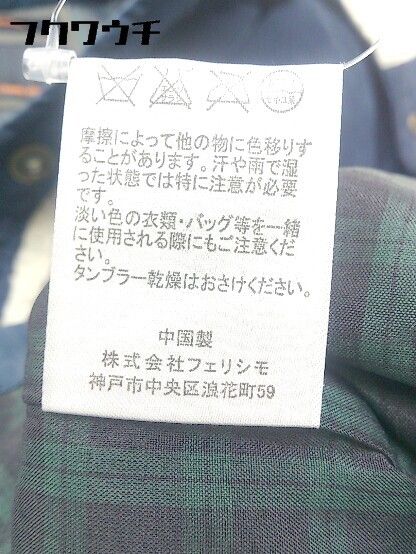 フクワウチ
摩擦によって他の物に色移りす
ることがあります。汗や雨で湿
った状態では特に注意が必要
です。
淡い色の衣類・バッグ等を一緒
に使用される際にもご注意くだ
さい。
タンブラー乾燥はおさけください。
中国製
株式会社フェリシモ
神戸市中央区浪花町59